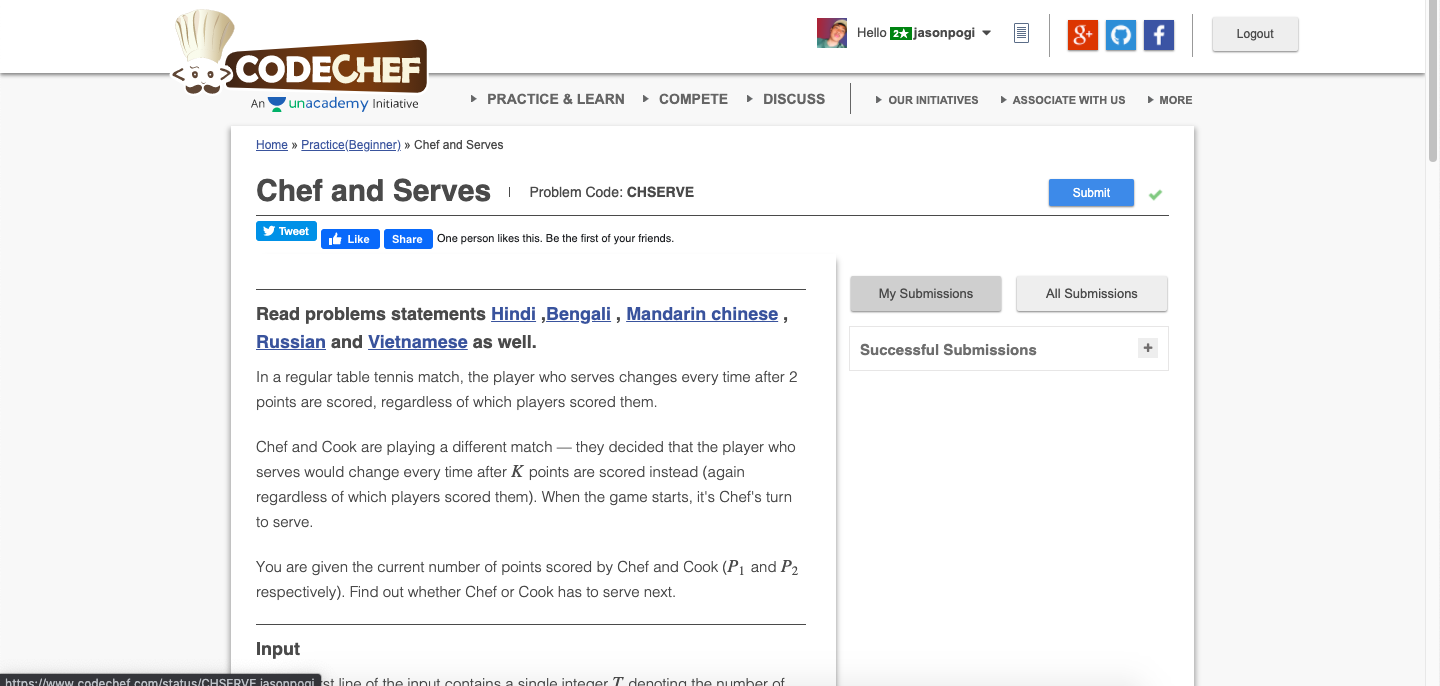 Hello 2★ jasonpogi
Logout
CODECHEF
An unacademy Initiative
PRACTICE & LEARN COMPETE DISCUSS OUR INITIATIVES ASSOCIATE WITH US MORE
Home » Practice(Beginner) » Chef and Serves
Chef and Serves Problem Code: CHSERVE Submit
Tweet Like Share One person likes this. Be the first of your friends.
My Submissions All Submissions
Successful Submissions +
Read problems statements Hindi ,Bengali , Mandarin chinese ,
Russian and Vietnamese as well.
In a regular table tennis match, the player who serves changes every time after 2
points are scored, regardless of which players scored them.
Chef and Cook are playing a different match — they decided that the player who
serves would change every time after K points are scored instead (again
regardless of which players scored them). When the game starts, it's Chef's turn
to serve.
You are given the current number of points scored by Chef and Cook (P1 and P2
respectively). Find out whether Chef or Cook has to serve next.
Input
line of the input contains a single integer T denoting the number of
https://www.codechef.com/status/CHSERVE,jasonpogi